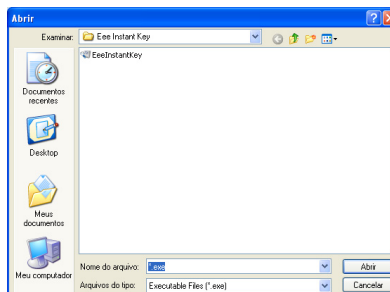 Abrir
Examinar:
Eee Instant Key
EeeInstantKey
Documentos
recentes
Desktop
Meus
documentos
Meu computador
Nome do arquivo:
*.exe
Abrir
Arquivos do tipo:
Executable Files (*.exe)
Cancelar